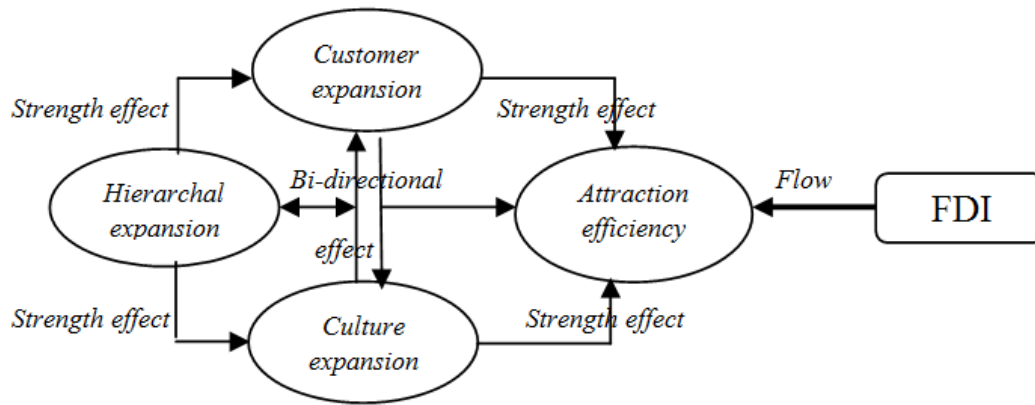 Customer
expansion
Strength effect
Strength effect
Hierarchal
expansion
Bi-directional
effect
Attraction
efficiency
Flow
FDI
Strength effect
Culture
expansion
Strength effect